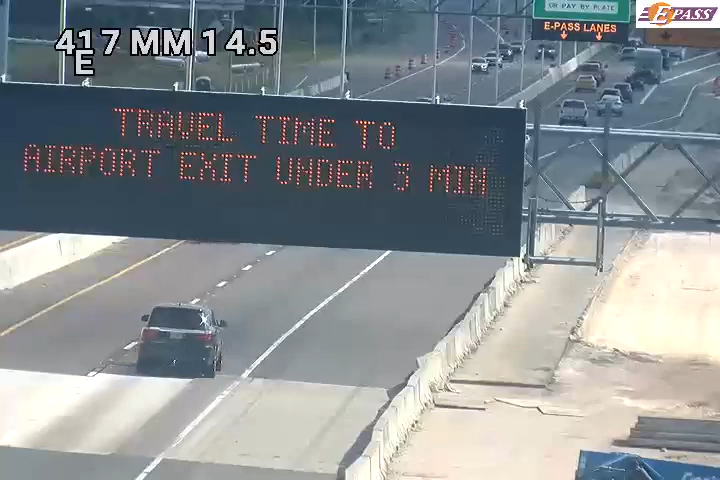 417 MM 14.5
E
OR PAY BY PLATE
E-PASS LANES
E-PASS
TRAVEL TIME TO
AIRPORT EXIT UNDER 3 MIN